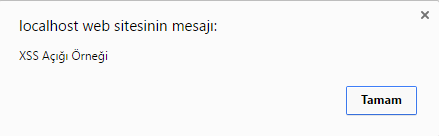 localhost web sitesinin mesajı:
XSS Açığı Örneği
Tamam